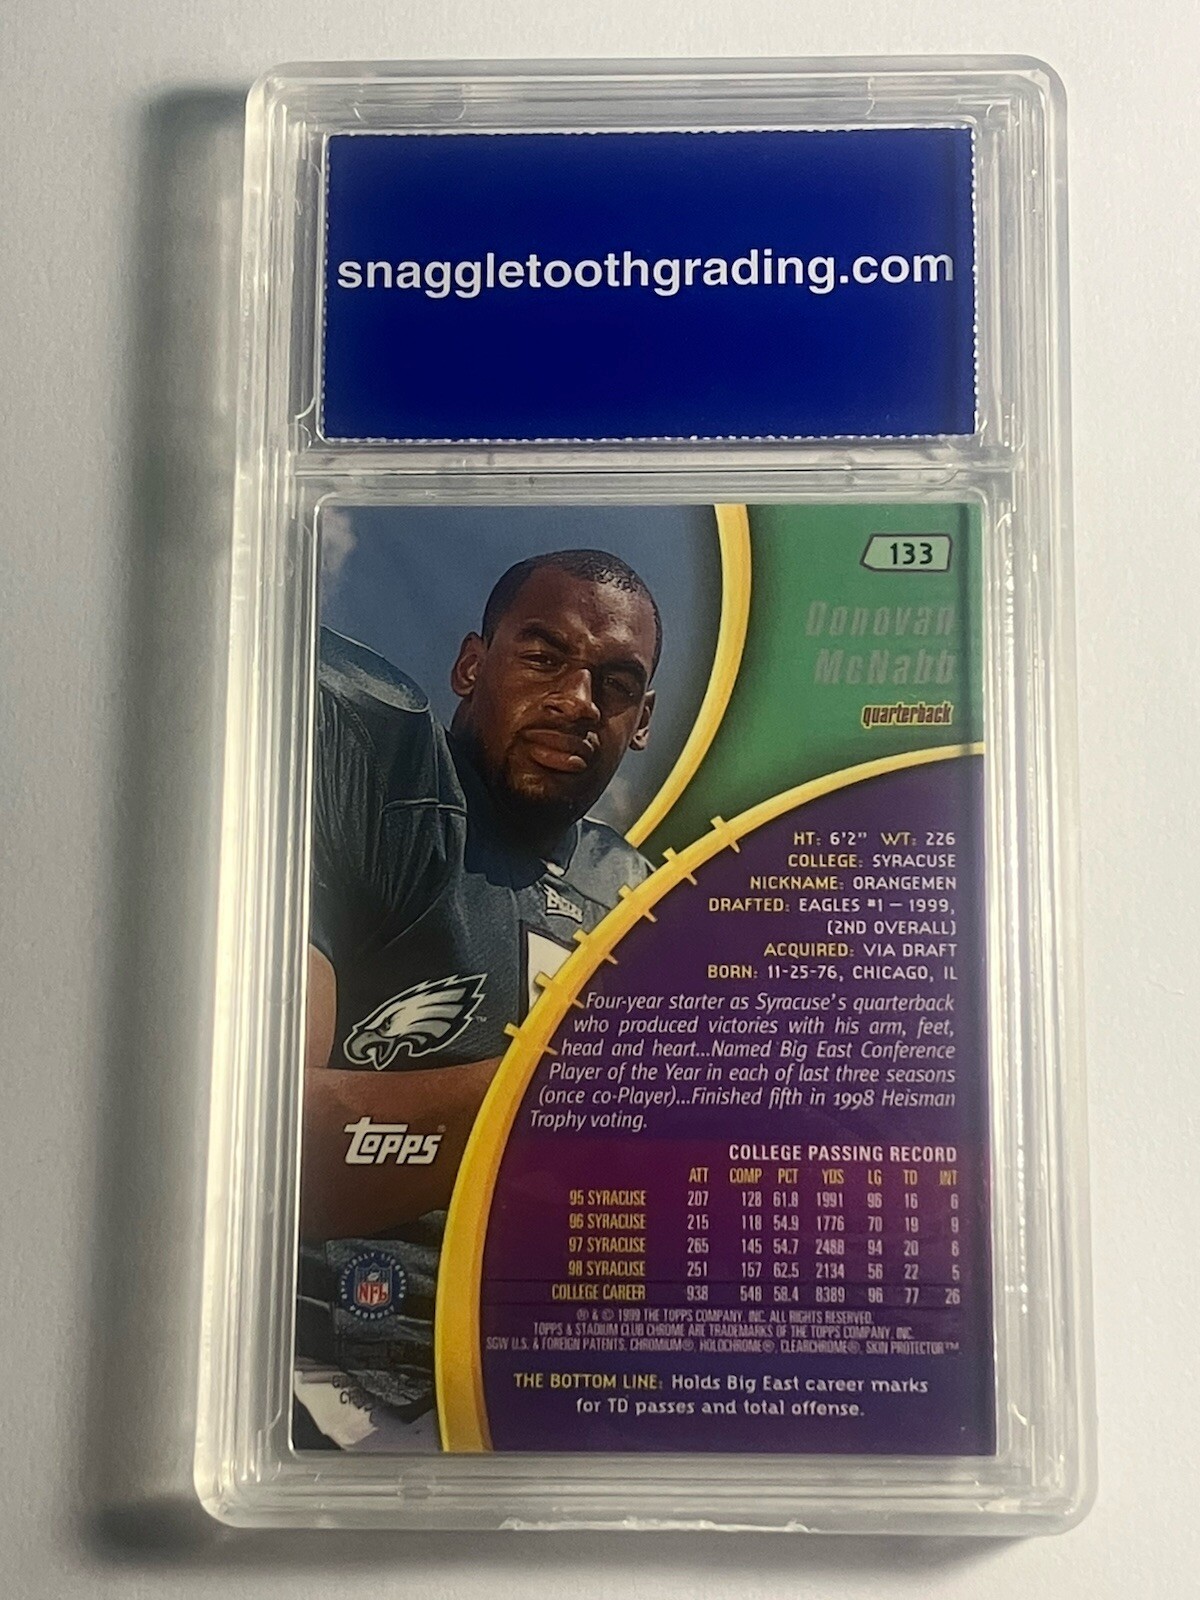 snaggletoothgrading.com
133
Donovan
McNabb
quarterback
HT: 6'2" WT: 226
COLLEGE: SYRACUSE
NICKNAME: ORANGEMEN
DRAFTED: EAGLES #1 – 1999,
(2ND OVERALL)
ACQUIRED: VIA DRAFT
BORN: 11-25-76, CHICAGO, IL
Four-year starter as Syracuse's quarterback
who produced victories with his arm, feet,
head and heart...Named Big East Conference
Player of the Year in each of last three seasons
(once co-Player)...Finished fifth in 1998 Heisman
Trophy voting.
TOPPS®
COLLEGE PASSING RECORD
ATT COMP PCT YDS LG TD INT
95 SYRACUSE 207 128 61.8 1991 96 16 6
96 SYRACUSE 215 118 54.9 1776 70 19 9
97 SYRACUSE 265 145 54.7 2488 94 20 6
98 SYRACUSE 251 157 62.5 2134 56 22 5
COLLEGE CAREER 938 548 58.4 8389 96 77 26
OFFICIALLY LICENSED PRODUCT
NFL
® & © 1999 THE TOPPS COMPANY, INC. ALL RIGHTS RESERVED.
TOPPS & STADIUM CLUB CHROME ARE TRADEMARKS OF THE TOPPS COMPANY, INC.
SGW U.S. & FOREIGN PATENTS. CHROMIUM®, HOLOCHROME®, CLEARCHROME®, SKIN PROTECTOR™
THE BOTTOM LINE: Holds Big East career marks
for TD passes and total offense.